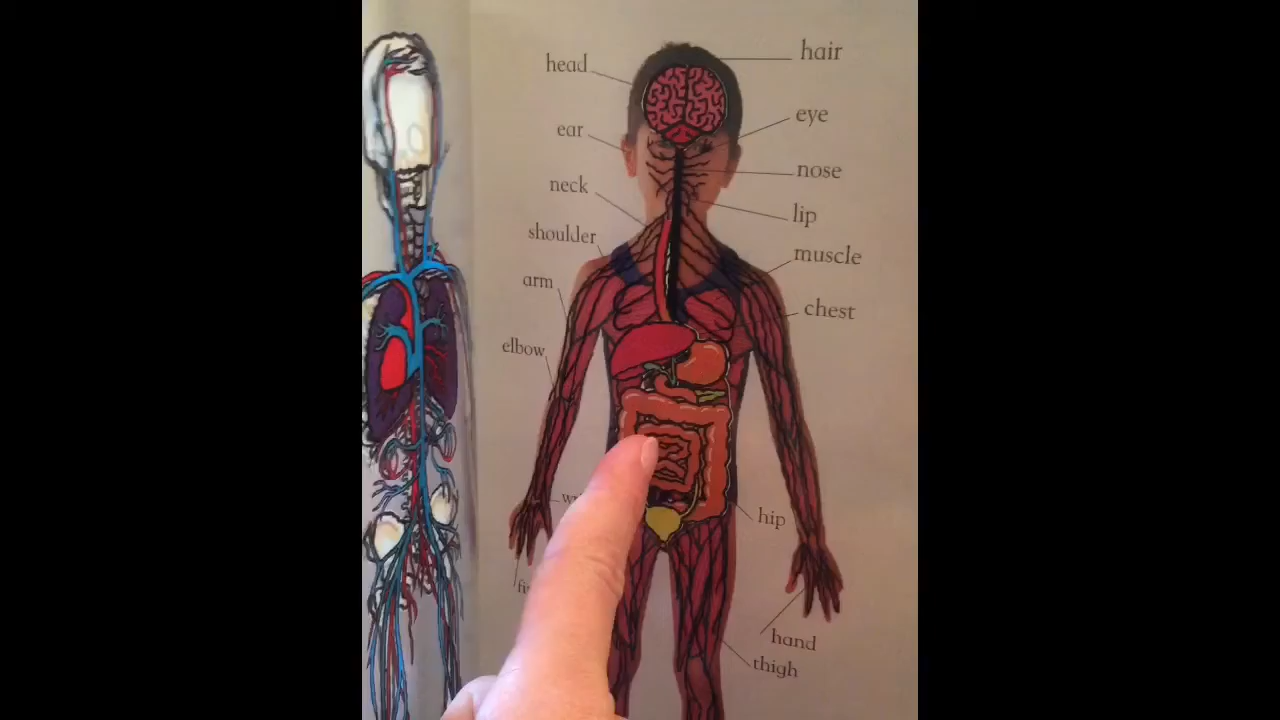 head
hair
ear
eye
neck
nose
shoulder
lip
arm
muscle
elbow
chest
hip
hand
thigh